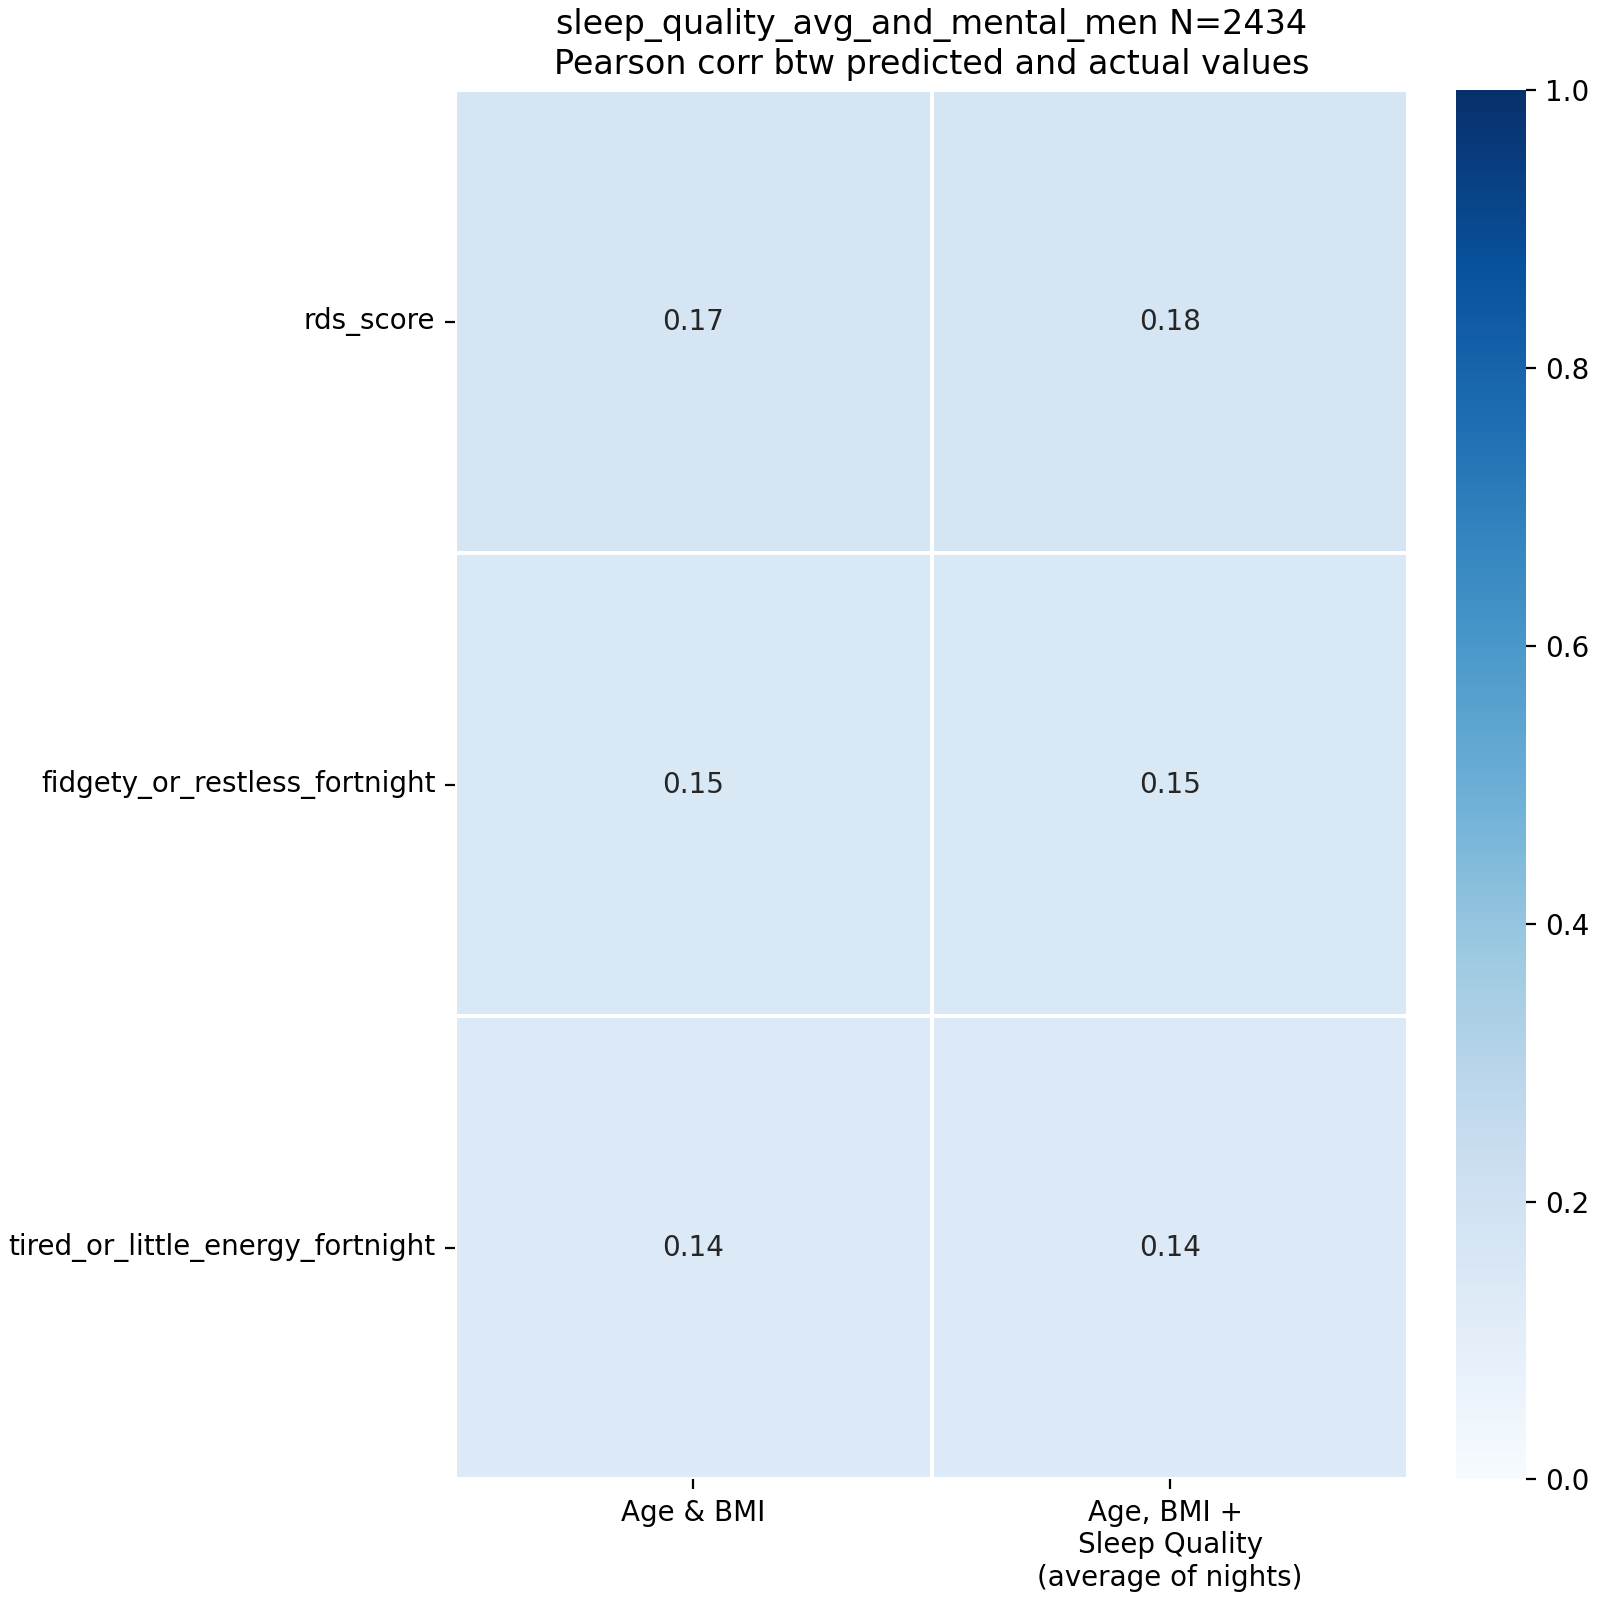 sleep_quality_avg_and_mental_men N=2434
Pearson corr btw predicted and actual values
1.0
rds_score
0.17
0.18
0.8
0.6
fidgety_or_restless_fortnight
0.15
0.15
0.4
0.2
tired_or_little_energy_fortnight
0.14
0.14
0.0
Age & BMI
Age, BMI +
Sleep Quality
(average of nights)